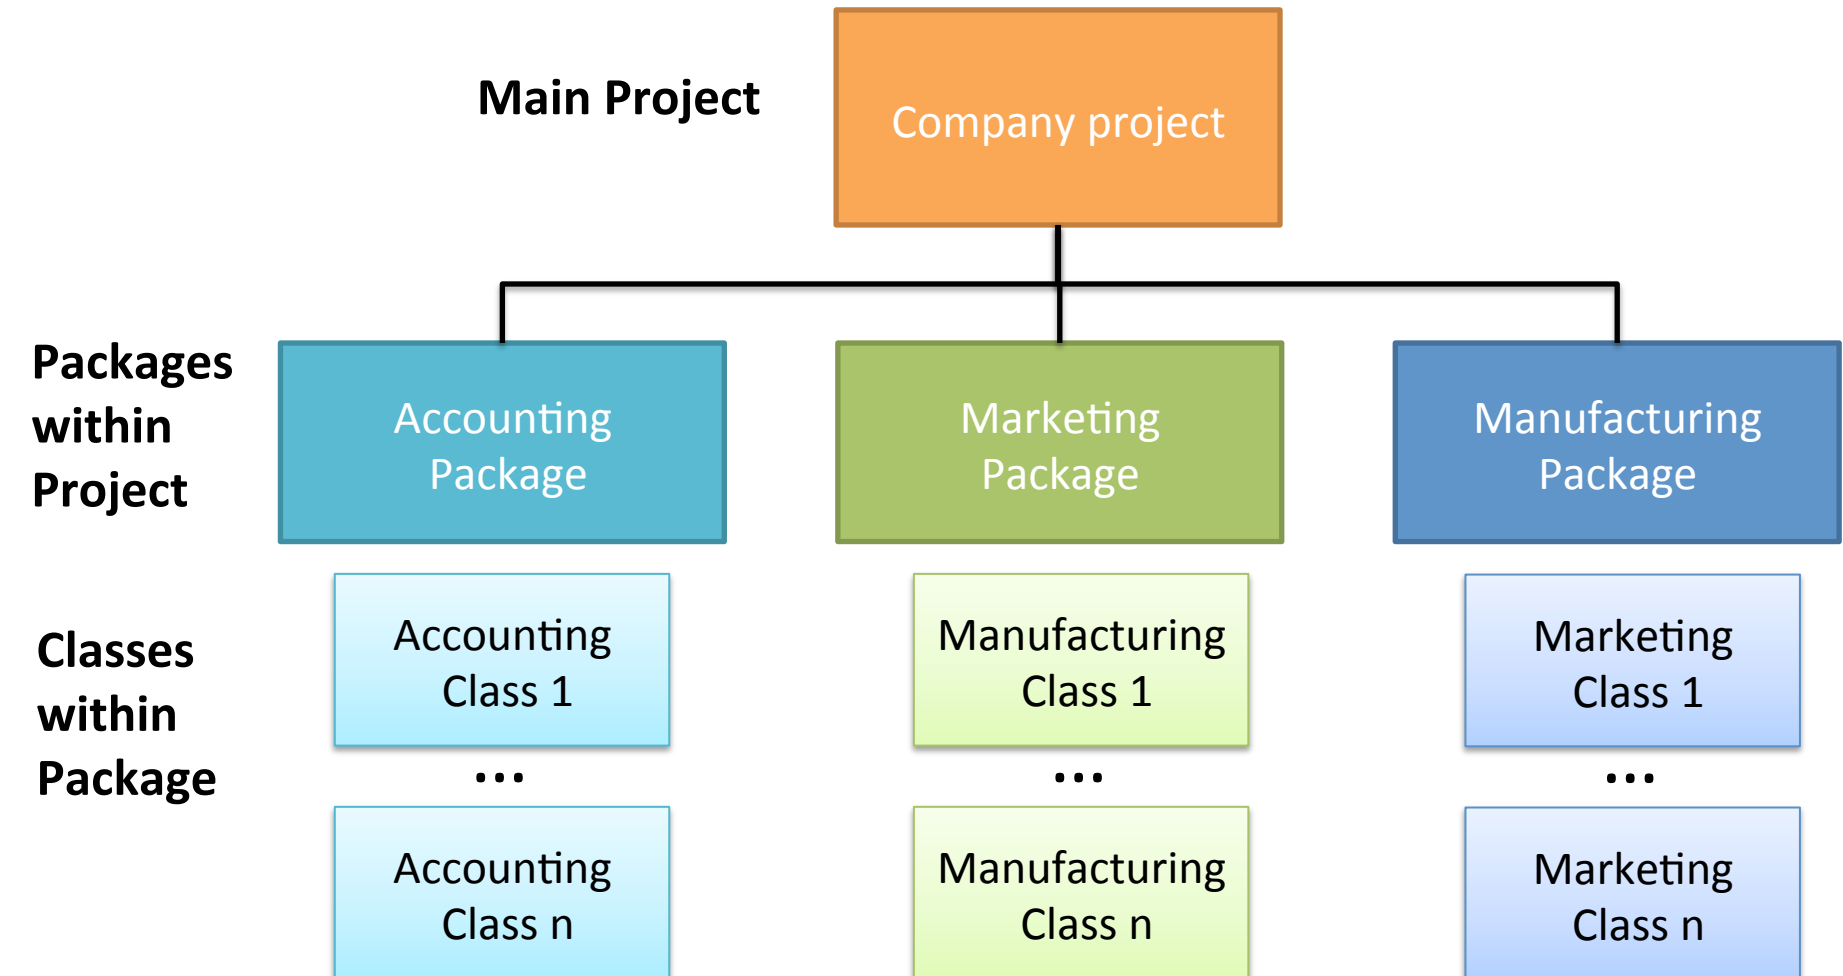 Main Project
Company project
Packages
within
Project
Accounting
Package
Marketing
Package
Manufacturing
Package
Classes
within
Package
Accounting
Class 1
Manufacturing
Class 1
Marketing
Class 1
...
...
...
Accounting
Class n
Manufacturing
Class n
Marketing
Class n